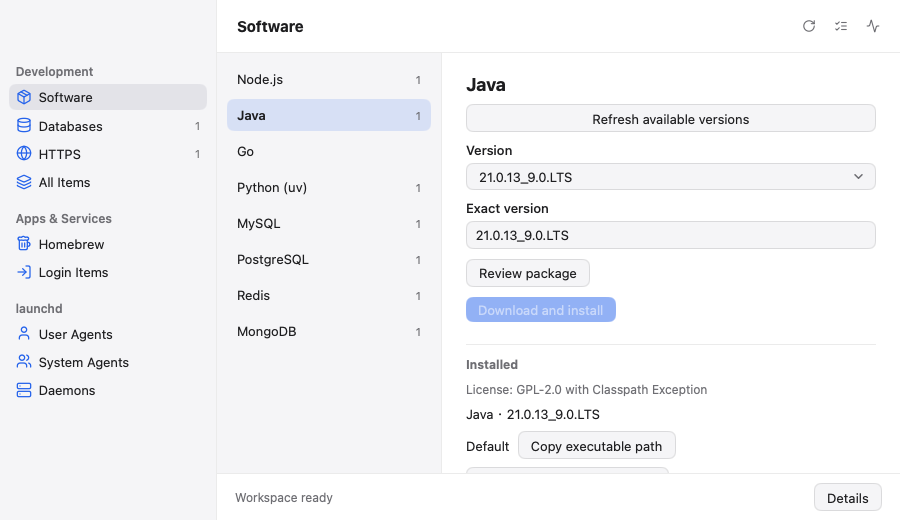 Software
Development
Software
Databases 1
HTTPS 1
All Items
Apps & Services
Homebrew
Login Items
launchd
User Agents
System Agents
Daemons
Node.js 1
Java 1
Go
Python (uv) 1
MySQL 1
PostgreSQL 1
Redis 1
MongoDB 1
Java
Refresh available versions
Version
21.0.13_9.0.LTS
Exact version
21.0.13_9.0.LTS
Review package
Download and install
Installed
License: GPL-2.0 with Classpath Exception
Java · 21.0.13_9.0.LTS
Default Copy executable path
Workspace ready
Details